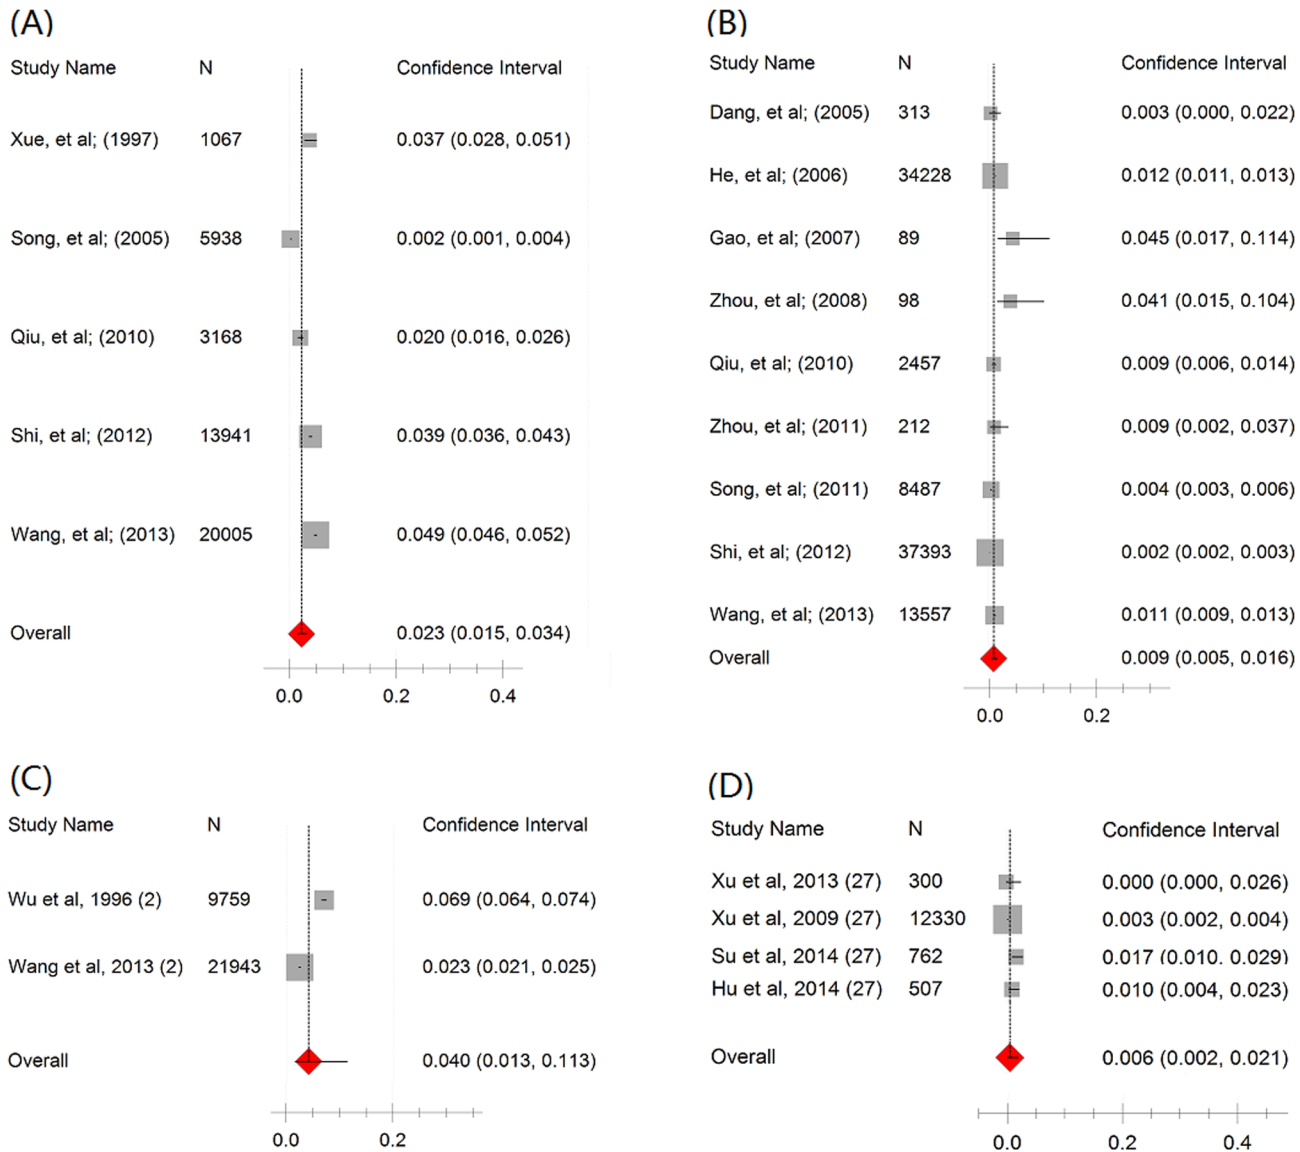 (A)
Study Name N Confidence Interval
Xue, et al; (1997) 1067 0.037 (0.028, 0.051)
Song, et al; (2005) 5938 0.002 (0.001, 0.004)
Qiu, et al; (2010) 3168 0.020 (0.016, 0.026)
Shi, et al; (2012) 13941 0.039 (0.036, 0.043)
Wang, et al; (2013) 20005 0.049 (0.046, 0.052)
Overall 0.023 (0.015, 0.034)
0.0 0.2 0.4
(B)
Study Name N Confidence Interval
Dang, et al; (2005) 313 0.003 (0.000, 0.022)
He, et al; (2006) 34228 0.012 (0.011, 0.013)
Gao, et al; (2007) 89 0.045 (0.017, 0.114)
Zhou, et al; (2008) 98 0.041 (0.015, 0.104)
Qiu, et al; (2010) 2457 0.009 (0.006, 0.014)
Zhou, et al; (2011) 212 0.009 (0.002, 0.037)
Song, et al; (2011) 8487 0.004 (0.003, 0.006)
Shi, et al; (2012) 37393 0.002 (0.002, 0.003)
Wang, et al; (2013) 13557 0.011 (0.009, 0.013)
Overall 0.009 (0.005, 0.016)
0.0 0.2
(C)
Study Name N Confidence Interval
Wu et al, 1996 (2) 9759 0.069 (0.064, 0.074)
Wang et al, 2013 (2) 21943 0.023 (0.021, 0.025)
Overall 0.040 (0.013, 0.113)
0.0 0.2
(D)
Study Name N Confidence Interval
Xu et al, 2013 (27) 300 0.000 (0.000, 0.026)
Xu et al, 2009 (27) 12330 0.003 (0.002, 0.004)
Su et al, 2014 (27) 762 0.017 (0.010. 0.029)
Hu et al, 2014 (27) 507 0.010 (0.004, 0.023)
Overall 0.006 (0.002, 0.021)
0.0 0.2 0.4